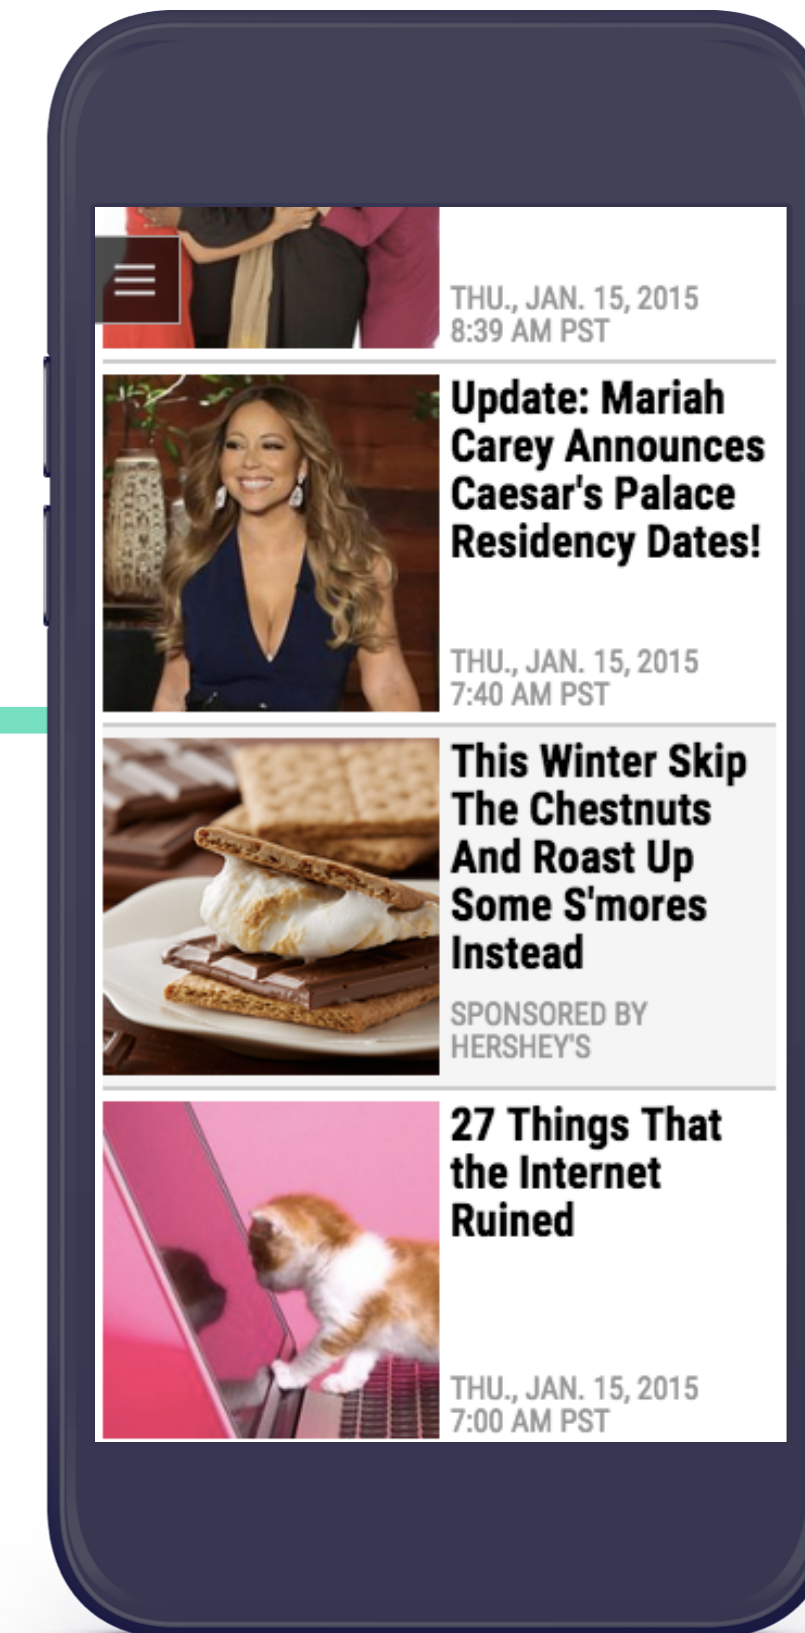 THU., JAN. 15, 2015
8:39 AM PST
Update: Mariah
Carey Announces
Caesar's Palace
Residency Dates!
THU., JAN. 15, 2015
7:40 AM PST
This Winter Skip
The Chestnuts
And Roast Up
Some S'mores
Instead
SPONSORED BY
HERSHEY'S
27 Things That
the Internet
Ruined
THU., JAN. 15, 2015
7:00 AM PST